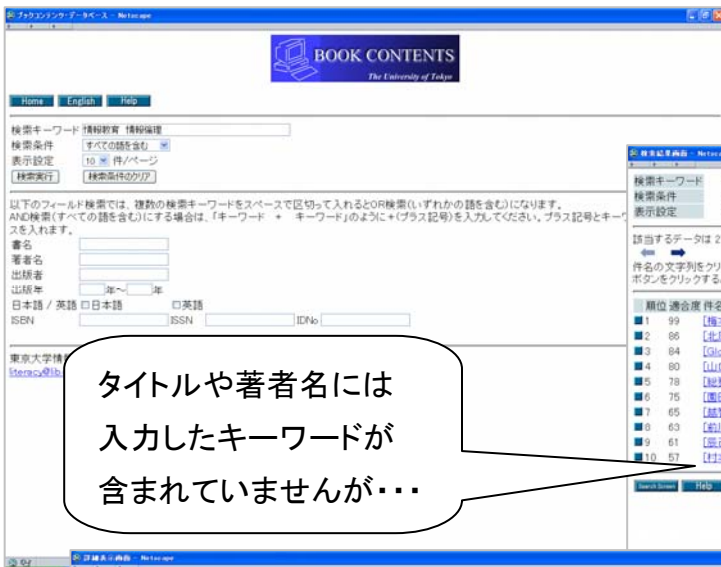 ブックコンテンツ・データベース - Netscape
BOOK CONTENTS
The University of Tokyo
Home English Help
検索キーワード 情報教育 情報倫理
検索条件 すべての語を含む
表示設定 10 件/ページ
検索実行 検索条件のクリア
以下のフィールド検索では、複数の検索キーワードをスペースで区切って入れるとOR検索(いずれかの語を含む)になります。
AND検索(すべての語を含む)にする場合は、「キーワード + キーワード」のように+(プラス記号)を入力してください。プラス記号とキーワ
スを入れます。
書名
著者名
出版者
出版年 年~ 年
日本語 / 英語 日本語 英語
ISBN ISSN IDNo
東京大学情
literacy@lib
検索結果画面 - Netsca
検索キーワード
検索条件
表示設定
該当するデータは 2
件名の文字列をクリ
ボタンをクリックする
順位 適合度 件名
1 99
2 86
3 84 [Glo
4 80
5 78
6 75
7 65
8 63
9 61
10 57
Search Screen Help
タイトルや著者名には
入力したキーワードが
含まれていませんが・・・
詳細表示画面 - Netscape